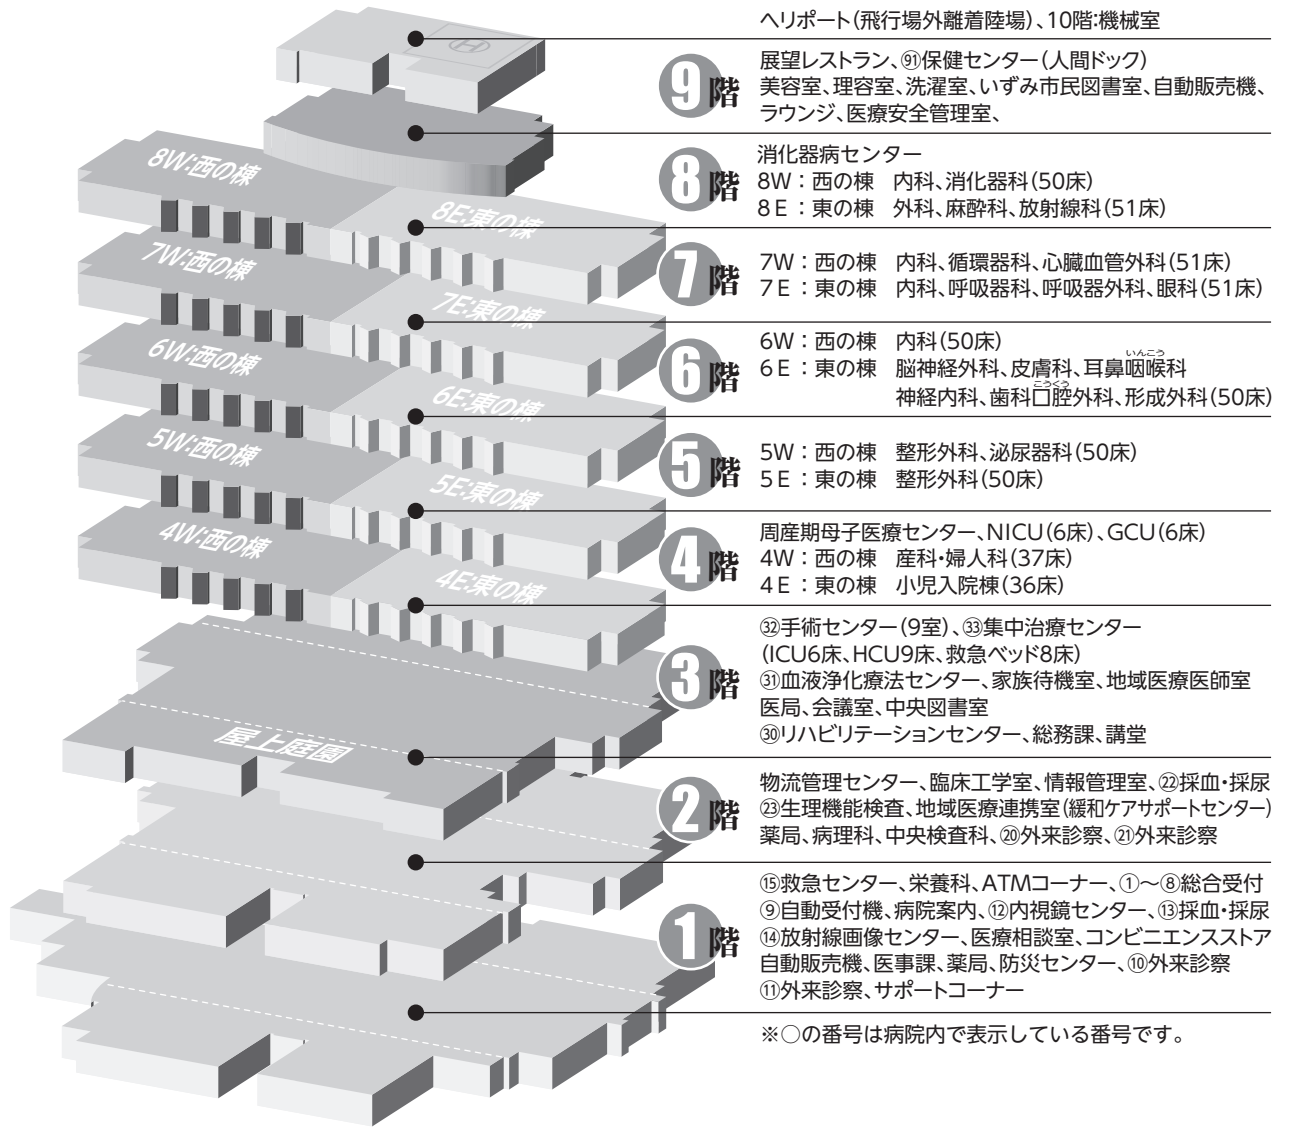 ヘリポート(飛行場外離着陸場)、10階:機械室
H
9階
展望レストラン、㉑保健センター(人間ドック)
美容室、理容室、洗濯室、いずみ市民図書室、自動販売機、
ラウンジ、医療安全管理室、
8階
消化器病センター
8W:西の棟 内科、消化器科(50床)
8E:東の棟 外科、麻酔科、放射線科(51床)
8W:西の棟
8E:東の棟
7階
7W:西の棟 内科、循環器科、心臓血管外科(51床)
7E:東の棟 内科、呼吸器科、呼吸器外科、眼科(51床)
7W:西の棟
7E:東の棟
6階
6W:西の棟 内科(50床)
いんこう
6E:東の棟 脳神経外科、皮膚科、耳鼻咽喉科
こうくう
神経内科、歯科口腔外科、形成外科(50床)
6W:西の棟
6E:東の棟
5階
5W:西の棟 整形外科、泌尿器科(50床)
5E:東の棟 整形外科(50床)
5W:西の棟
5E:東の棟
4階
周産期母子医療センター、NICU(6床)、GCU(6床)
4W:西の棟 産科・婦人科(37床)
4E:東の棟 小児入院棟(36床)
4W:西の棟
4E:東の棟
3階
㉜手術センター(9室)、㉝集中治療センター
(ICU6床、HCU9床、救急ベッド8床)
㉛血液浄化療法センター、家族待機室、地域医療医師室
医局、会議室、中央図書室
㉚リハビリテーションセンター、総務課、講堂
屋上庭園
2階
物流管理センター、臨床工学室、情報管理室、㉒採血・採尿
㉓生理機能検査、地域医療連携室(緩和ケアサポートセンター)
薬局、病理科、中央検査科、⑳外来診察、㉑外来診察
1階
⑮救急センター、栄養科、ATMコーナー、①〜⑧総合受付
⑨自動受付機、病院案内、⑫内視鏡センター、⑬採血・採尿
⑭放射線画像センター、医療相談室、コンビニエンスストア
自動販売機、医事課、薬局、防災センター、⑩外来診察
⑪外来診察、サポートコーナー
※○の番号は病院内で表示している番号です。